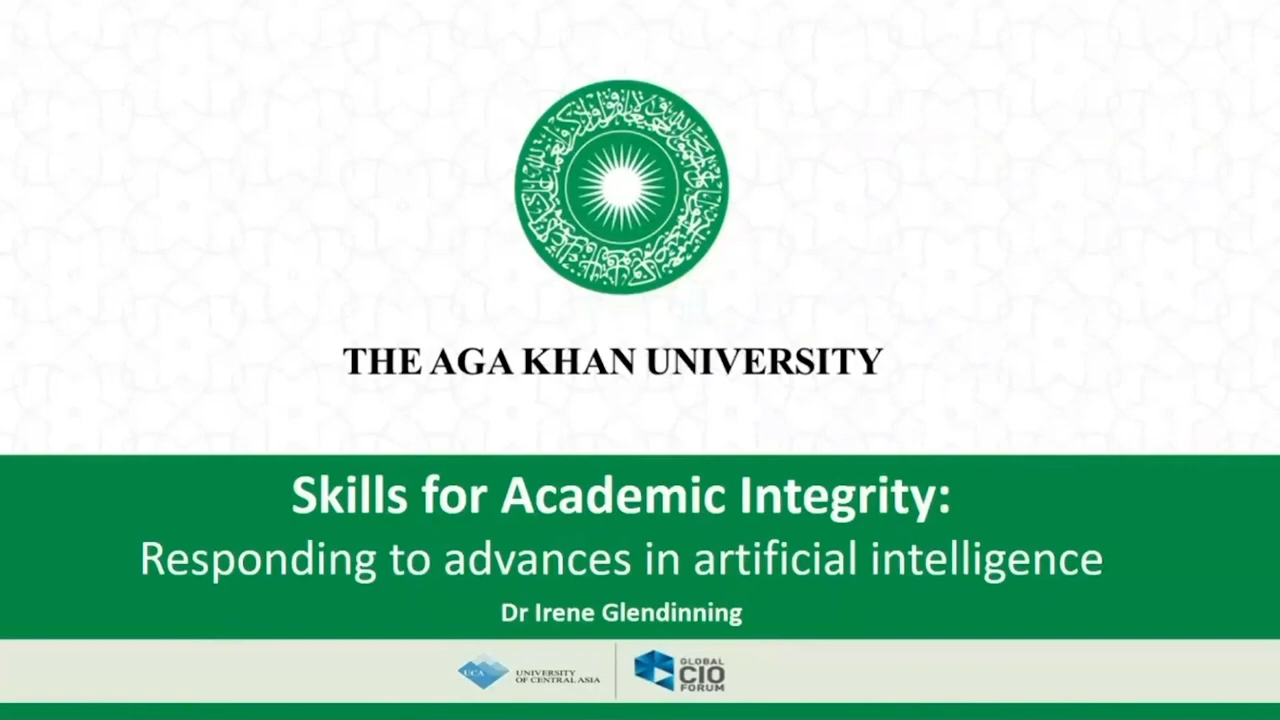 THE AGA KHAN UNIVERSITY
Skills for Academic Integrity:
Responding to advances in artificial intelligence
Dr Irene Glendinning
UCA
UNIVERSITY
OF CENTRAL ASIA
GLOBAL
CIO
FORUM